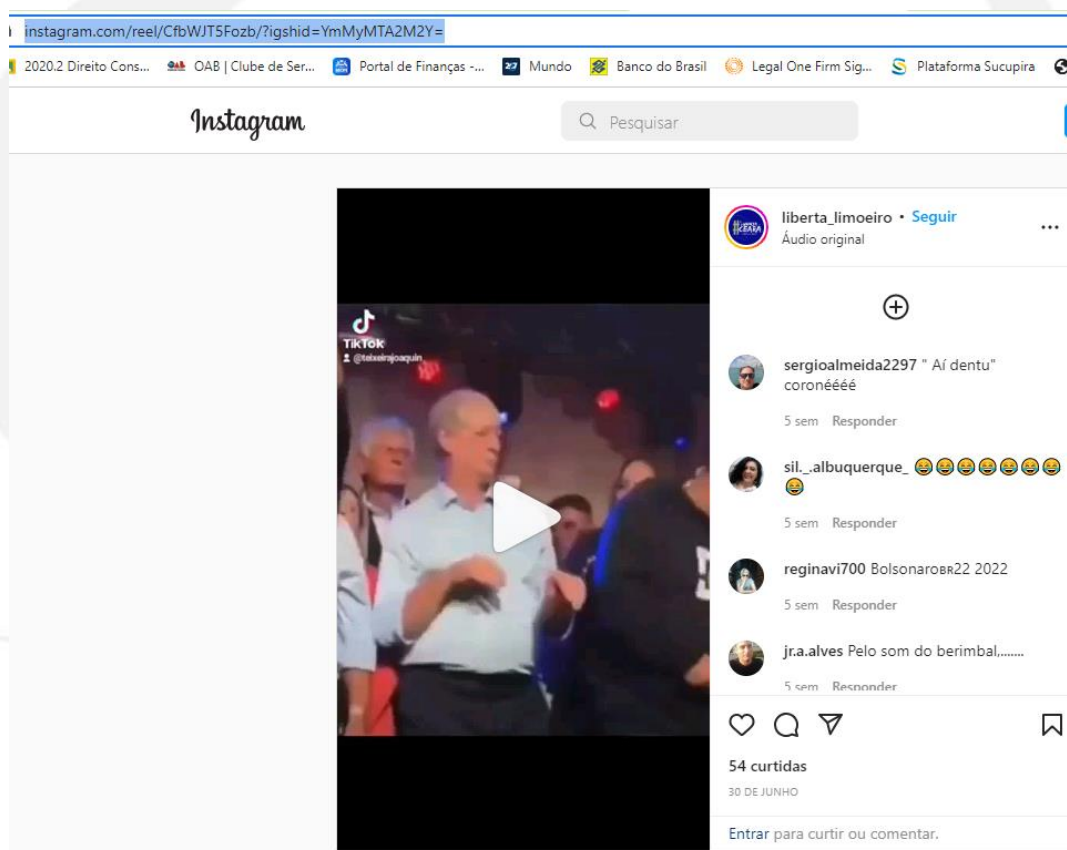 instagram.com/reel/CfbWJT5Fozb/?igshid=YmMyMTA2M2Y=
2020.2 Direito Cons... OAB | Clube de Ser... Portal de Finanças -... Mundo Banco do Brasil Legal One Firm Sig... Plataforma Sucupira
Instagram
Pesquisar
liberta_limoeiro • Seguir
Áudio original
TikTok
@teixeirajoaquin
sergioalmeida2297 " Aí dentu"
coronéééé
5 sem Responder
sil._.albuquerque_ 😂😂😂😂😂😂😂
😂
5 sem Responder
reginavi700 Bolsonaroʙʀ22 2022
5 sem Responder
jr.a.alves Pelo som do berimbal,.......
5 sem Responder
54 curtidas
30 DE JUNHO
Entrar para curtir ou comentar.